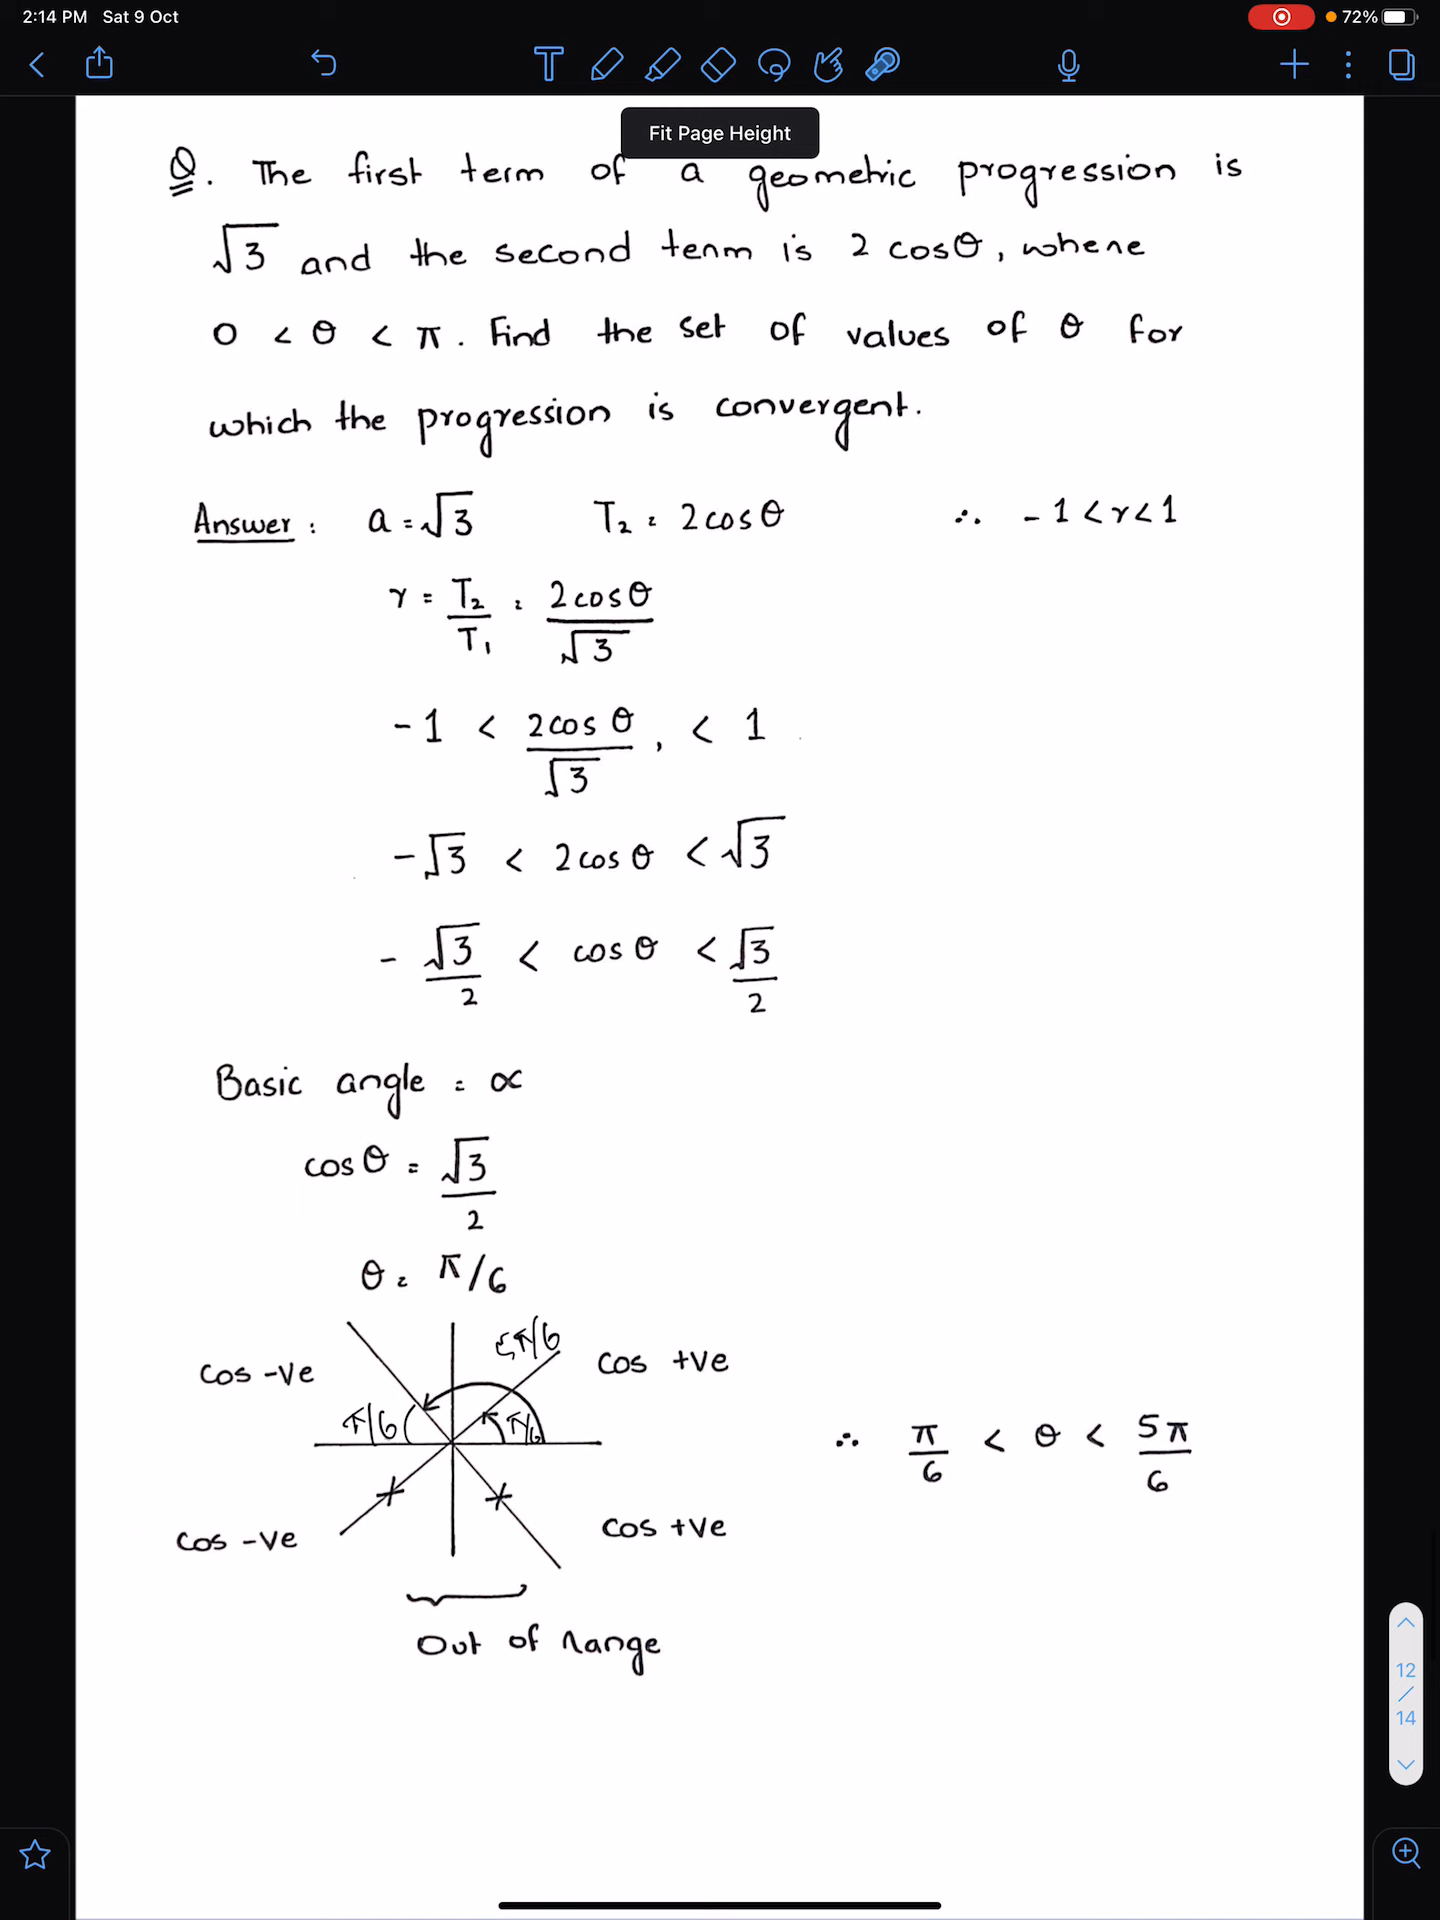 2:14 PM Sat 9 Oct
72%
Fit Page Height
Q. The first term of a geometric progression is
√3 and the second term is 2 cosθ, where
0 < θ < π. Find the set of values of θ for
which the progression is convergent.
Answer: a = √3 T₂ = 2cosθ ∴ -1 < r < 1
r = T₂/T₁ = 2cosθ/√3
-1 < 2cosθ/√3, < 1
-√3 < 2cosθ < √3
-√3/2 < cosθ < √3/2
Basic angle = ∝
cosθ = √3/2
θ = π/6
5π/6
cos -ve
cos +ve
π/6
π/6
∴ π/6 < θ < 5π/6
cos -ve
cos +ve
Out of range
12
/
14